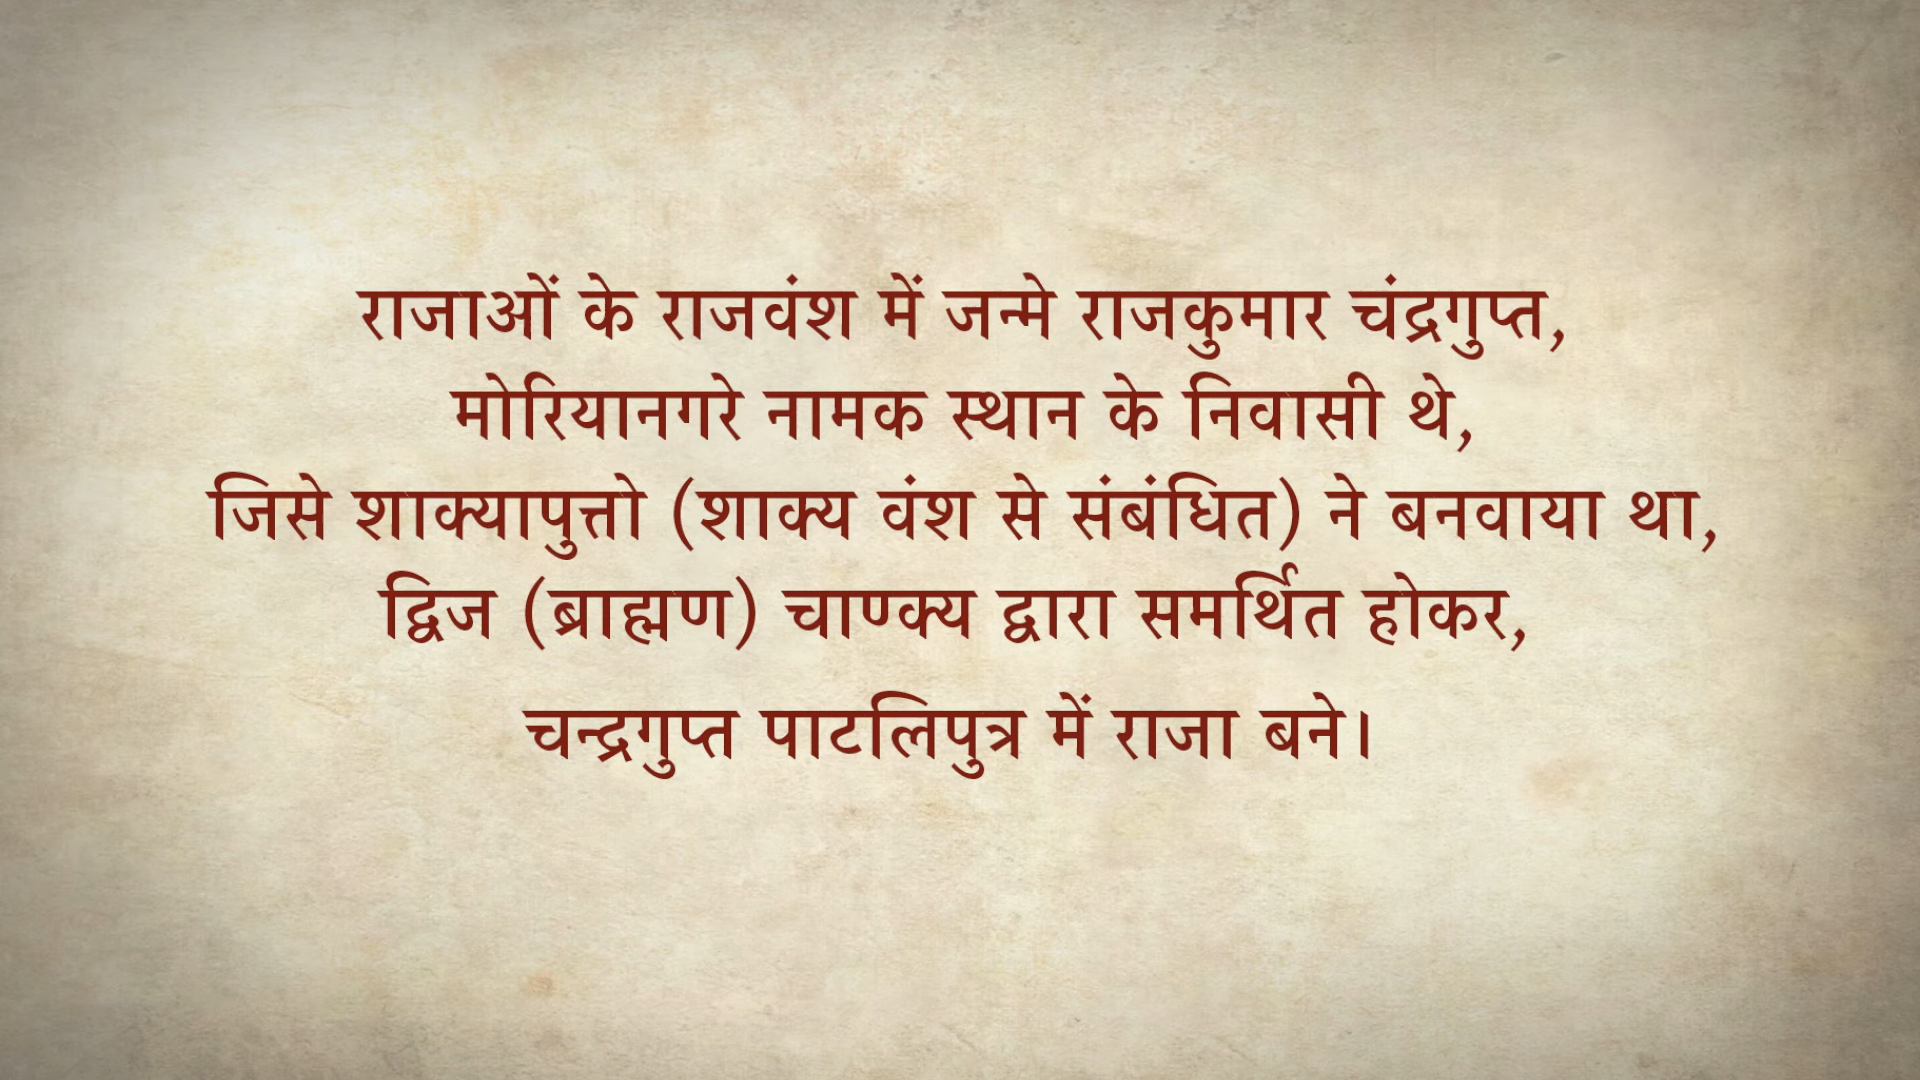 राजाओं के राजवंश में जन्मे राजकुमार चंद्रगुप्त,
मोरियानगरे नामक स्थान के निवासी थे,
जिसे शाक्यापुत्तो (शाक्य वंश से संबंधित) ने बनवाया था,
द्विज (ब्राह्मण) चाण्क्य द्वारा समर्थित होकर,
चन्द्रगुप्त पाटलिपुत्र में राजा बने।